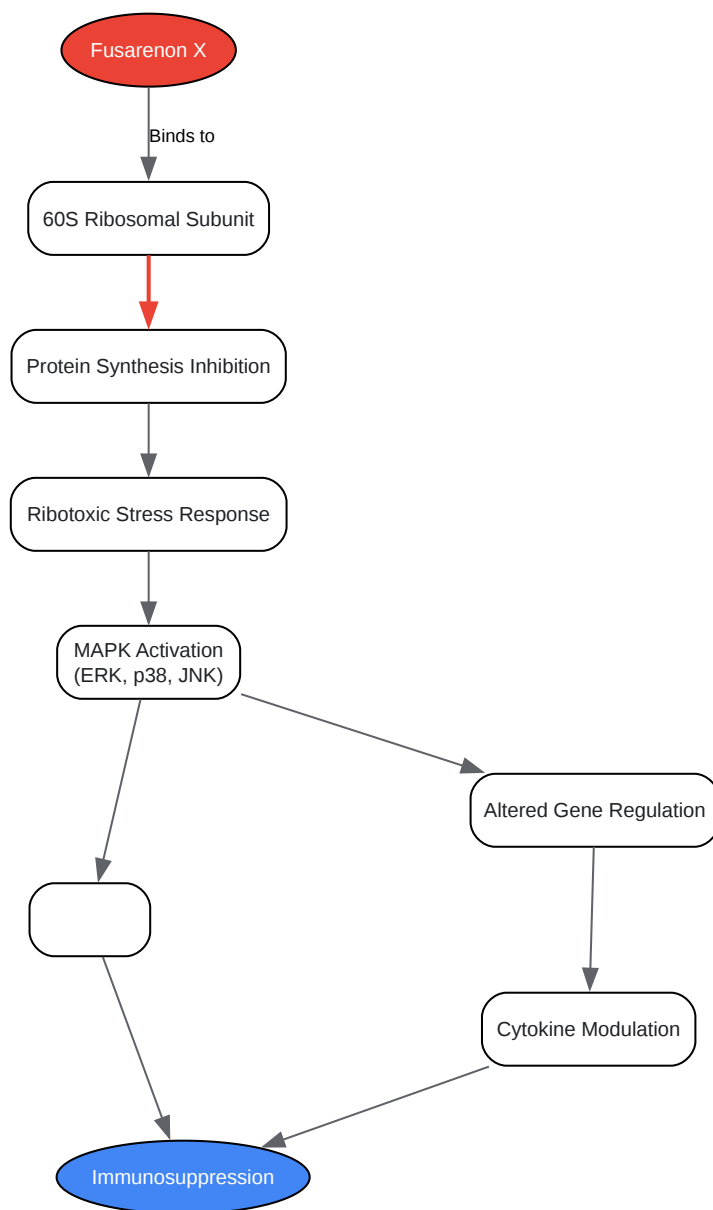 Fusarenon X
Binds to
60S Ribosomal Subunit
Protein Synthesis Inhibition
Ribotoxic Stress Response
MAPK Activation
(ERK, p38, JNK)
Altered Gene Regulation
Cytokine Modulation
Immunosuppression